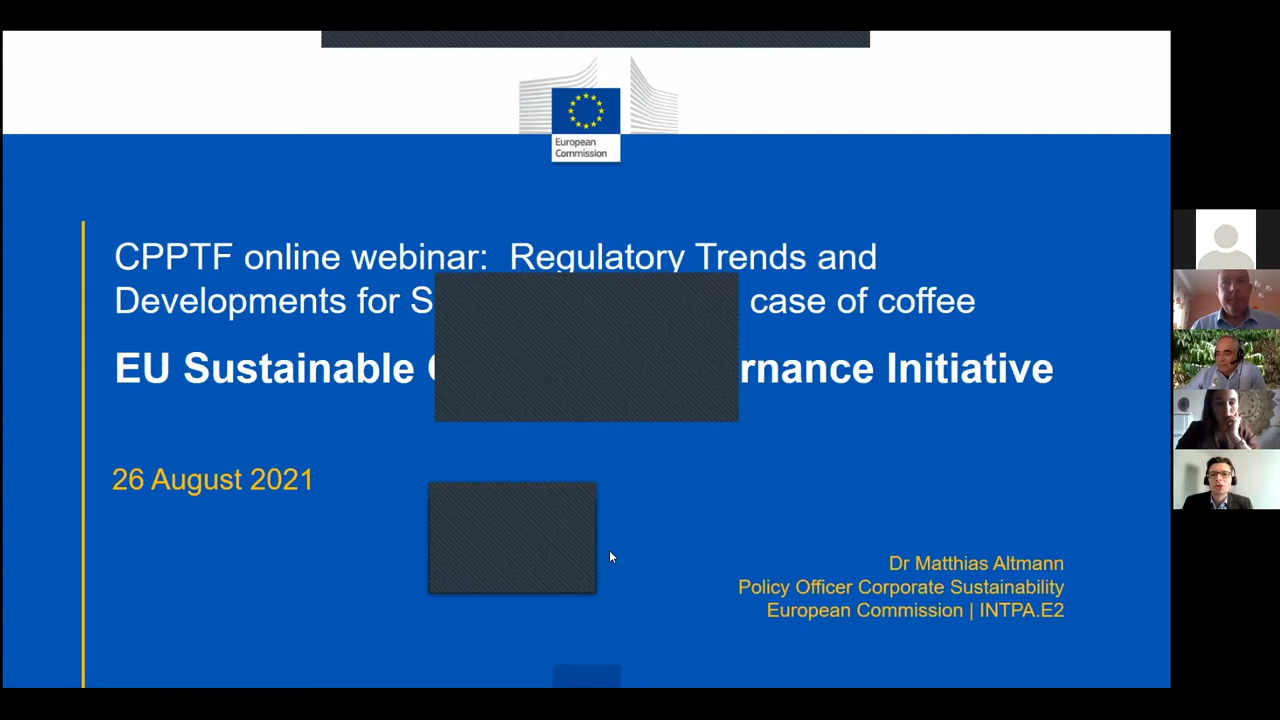 European
Commission
CPPTF online webinar: Regulatory Trends and
Developments for S case of coffee
EU Sustainable rnance Initiative
26 August 2021
Dr Matthias Altmann
Policy Officer Corporate Sustainability
European Commission | INTPA.E2